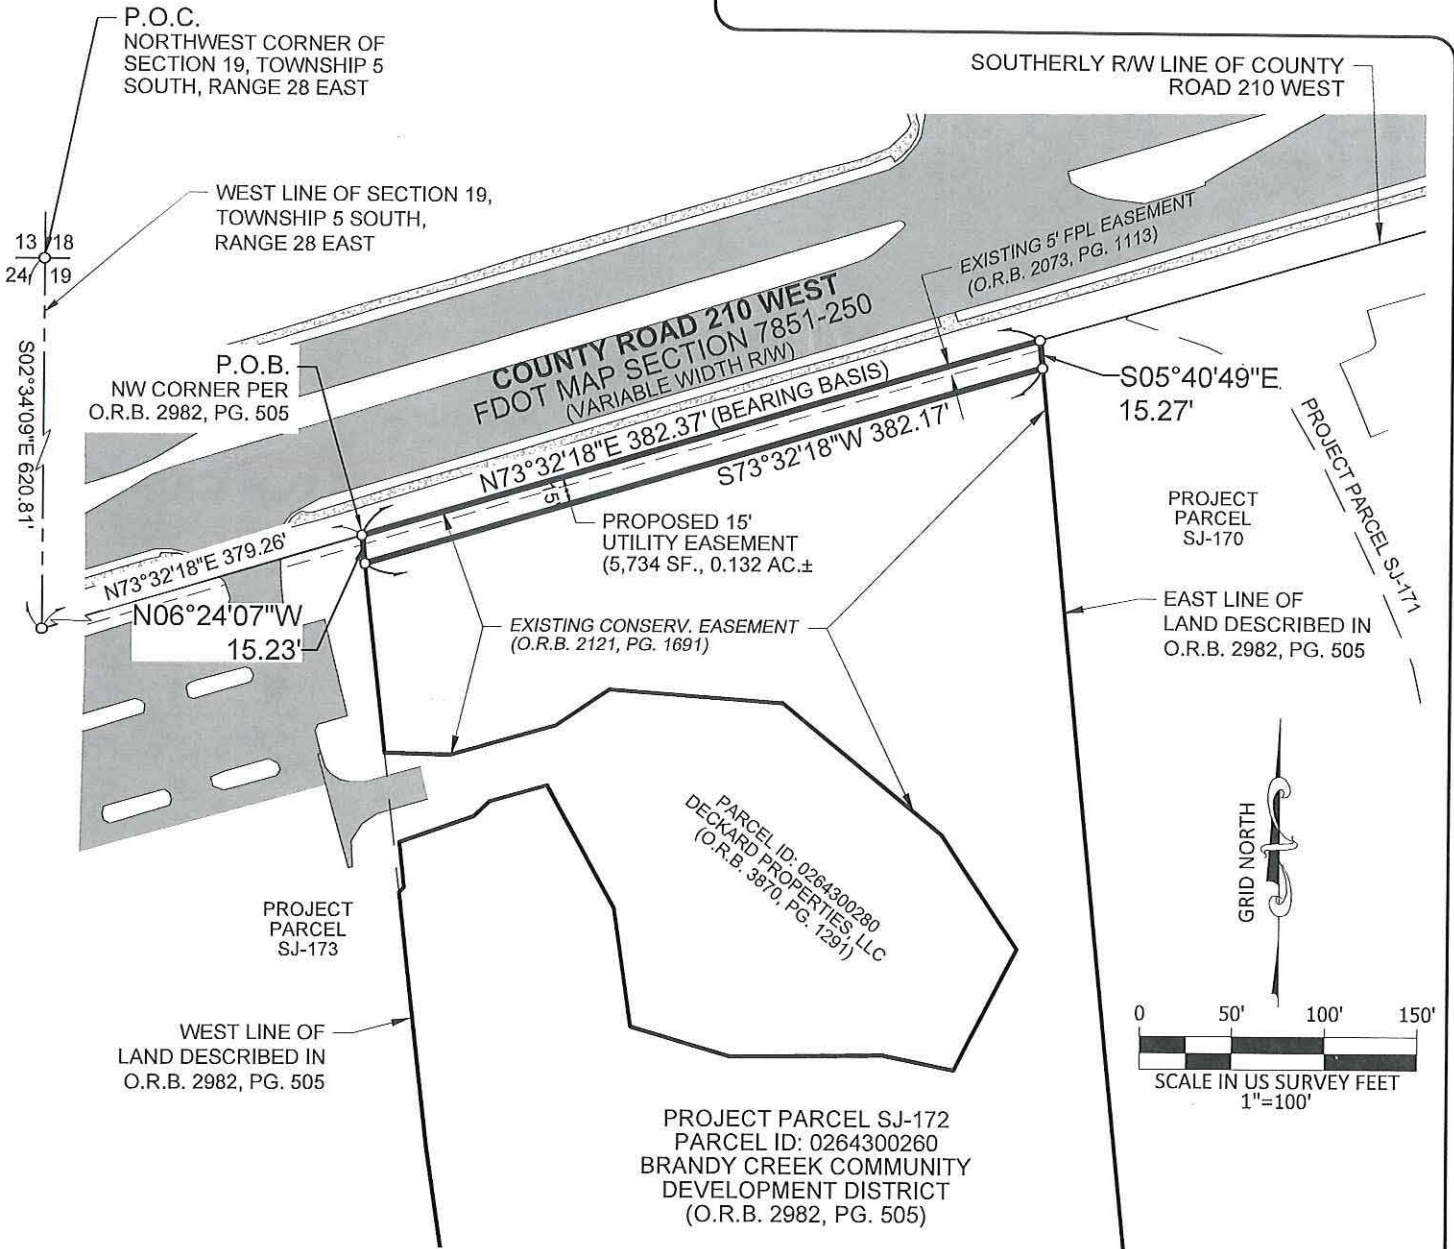 P.O.C.
NORTHWEST CORNER OF
SECTION 19, TOWNSHIP 5
SOUTH, RANGE 28 EAST
SOUTHERLY R/W LINE OF COUNTY
ROAD 210 WEST
WEST LINE OF SECTION 19,
TOWNSHIP 5 SOUTH,
RANGE 28 EAST
13 18
24 19
S02°34'09"E 620.81'
EXISTING 5' FPL EASEMENT
(O.R.B. 2073, PG. 1113)
COUNTY ROAD 210 WEST
FDOT MAP SECTION 7851-250
(VARIABLE WIDTH R/W)
P.O.B.
NW CORNER PER
O.R.B. 2982, PG. 505
N73°32'18"E 382.37' (BEARING BASIS)
S73°32'18"W 382.17'
S05°40'49"E
15.27'
15'
PROPOSED 15'
UTILITY EASEMENT
(5,734 SF., 0.132 AC.±
N73°32'18"E 379.26'
N06°24'07"W
15.23'
EXISTING CONSERV. EASEMENT
(O.R.B. 2121, PG. 1691)
PROJECT
PARCEL
SJ-170
PROJECT PARCEL SJ-171
EAST LINE OF
LAND DESCRIBED IN
O.R.B. 2982, PG. 505
PARCEL ID: 0264300280
DECKARD PROPERTIES, LLC
(O.R.B. 3870, PG. 1291)
GRID NORTH
PROJECT
PARCEL
SJ-173
WEST LINE OF
LAND DESCRIBED IN
O.R.B. 2982, PG. 505
0 50' 100' 150'
SCALE IN US SURVEY FEET
1"=100'
PROJECT PARCEL SJ-172
PARCEL ID: 0264300260
BRANDY CREEK COMMUNITY
DEVELOPMENT DISTRICT
(O.R.B. 2982, PG. 505)